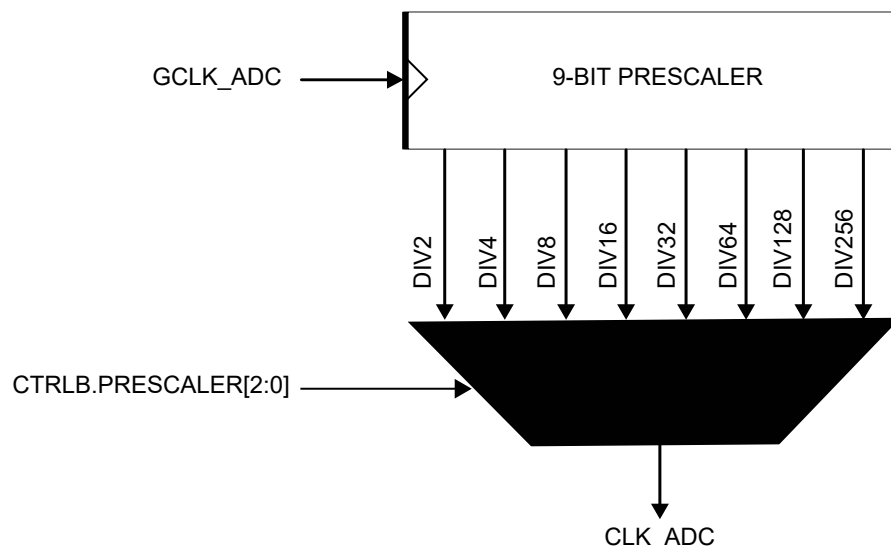 GCLK_ADC
9-BIT PRESCALER
DIV2
DIV4
DIV8
DIV16
DIV32
DIV64
DIV128
DIV256
CTRLB.PRESCALER[2:0]
CLK_ADC